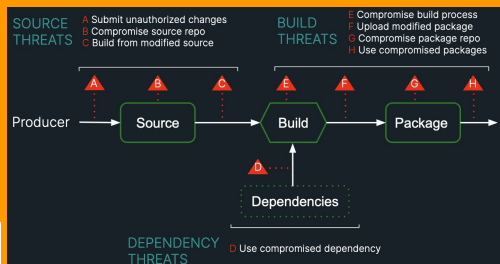 SOURCE
THREATS
A Submit unauthorized changes
B Compromise source repo
C Build from modified source
BUILD
THREATS
E Compromise build process
F Upload modified package
G Compromise package repo
H Use compromised packages
A
B
C
E
F
G
H
Producer
Source
Build
Package
D
Dependencies
DEPENDENCY
THREATS
D Use compromised dependency